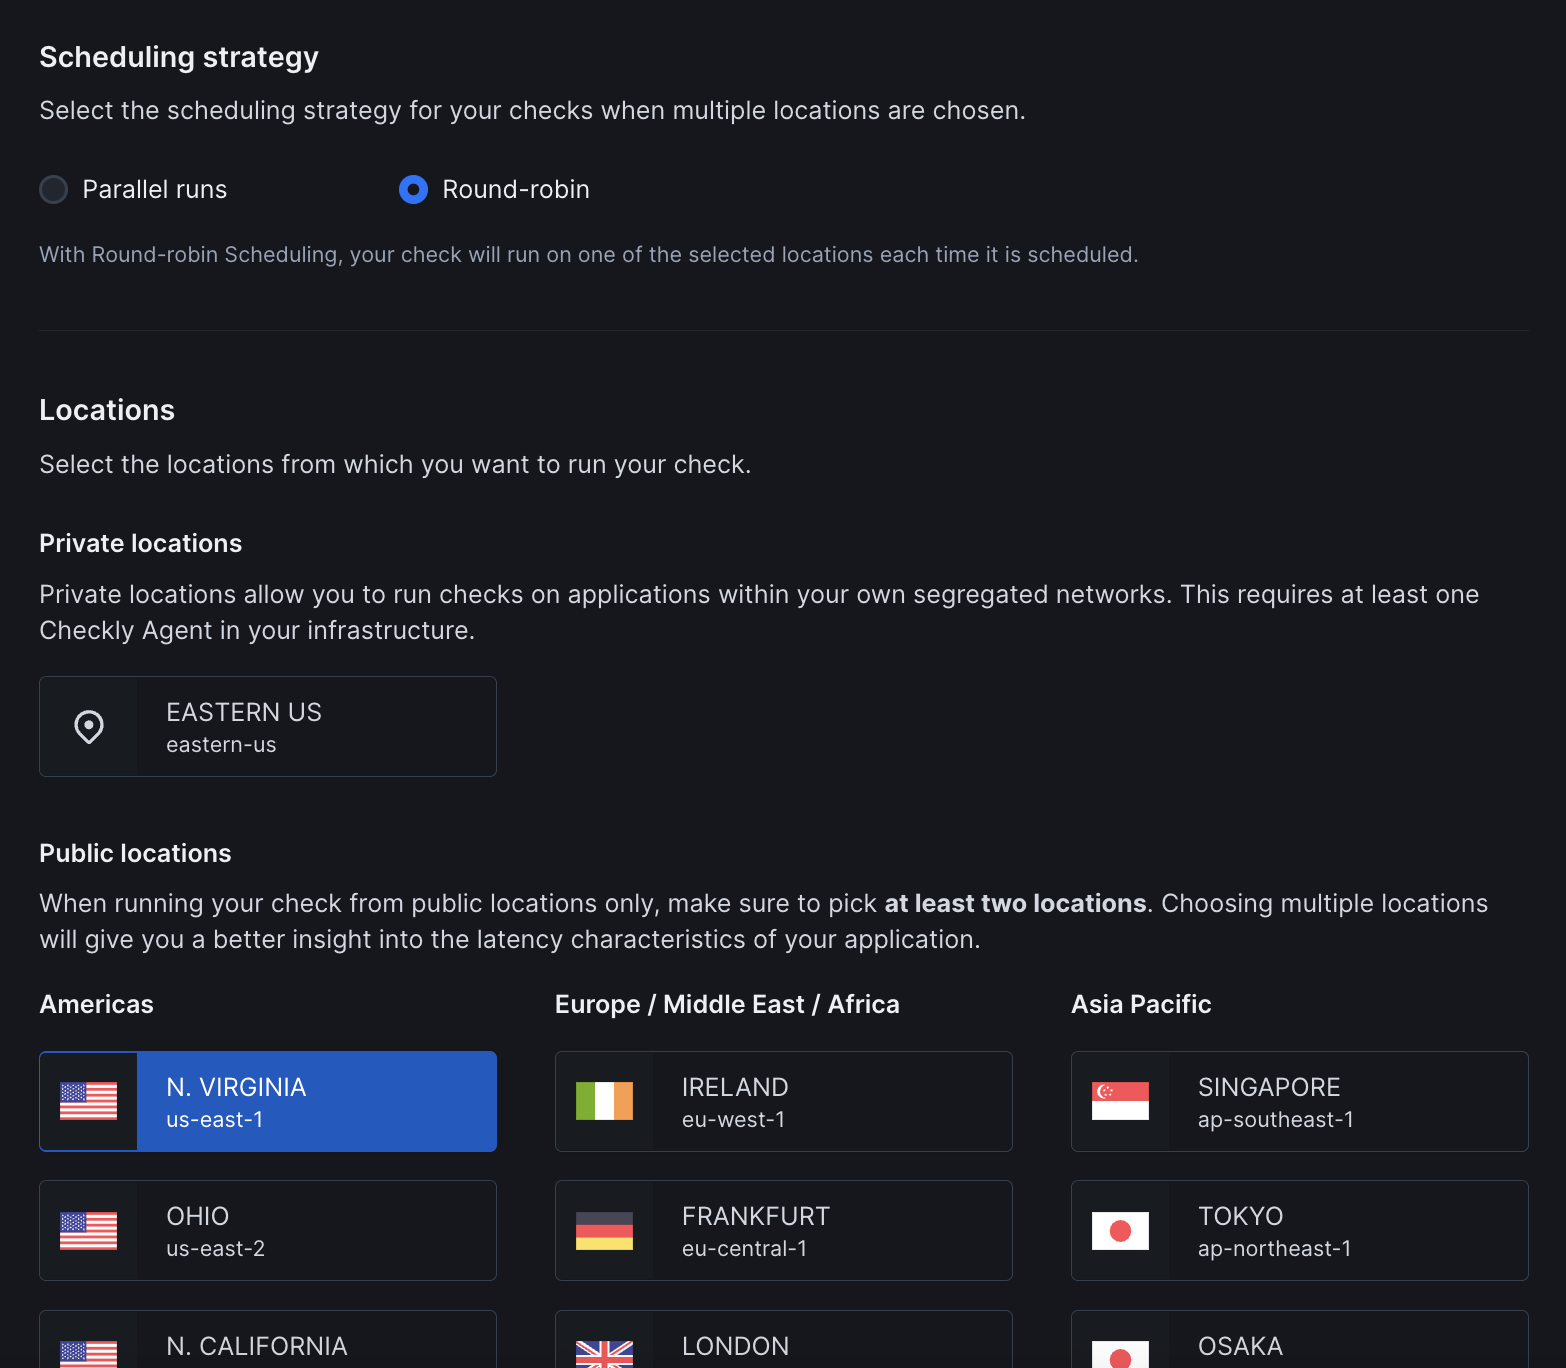 Scheduling strategy
Select the scheduling strategy for your checks when multiple locations are chosen.
Parallel runs
Round-robin
With Round-robin Scheduling, your check will run on one of the selected locations each time it is scheduled.
Locations
Select the locations from which you want to run your check.
Private locations
Private locations allow you to run checks on applications within your own segregated networks. This requires at least one
Checkly Agent in your infrastructure.
EASTERN US
eastern-us
Public locations
When running your check from public locations only, make sure to pick at least two locations. Choosing multiple locations
will give you a better insight into the latency characteristics of your application.
Americas
Europe / Middle East / Africa
Asia Pacific
N. VIRGINIA
us-east-1
IRELAND
eu-west-1
SINGAPORE
ap-southeast-1
OHIO
us-east-2
FRANKFURT
eu-central-1
TOKYO
ap-northeast-1
N. CALIFORNIA
LONDON
OSAKA